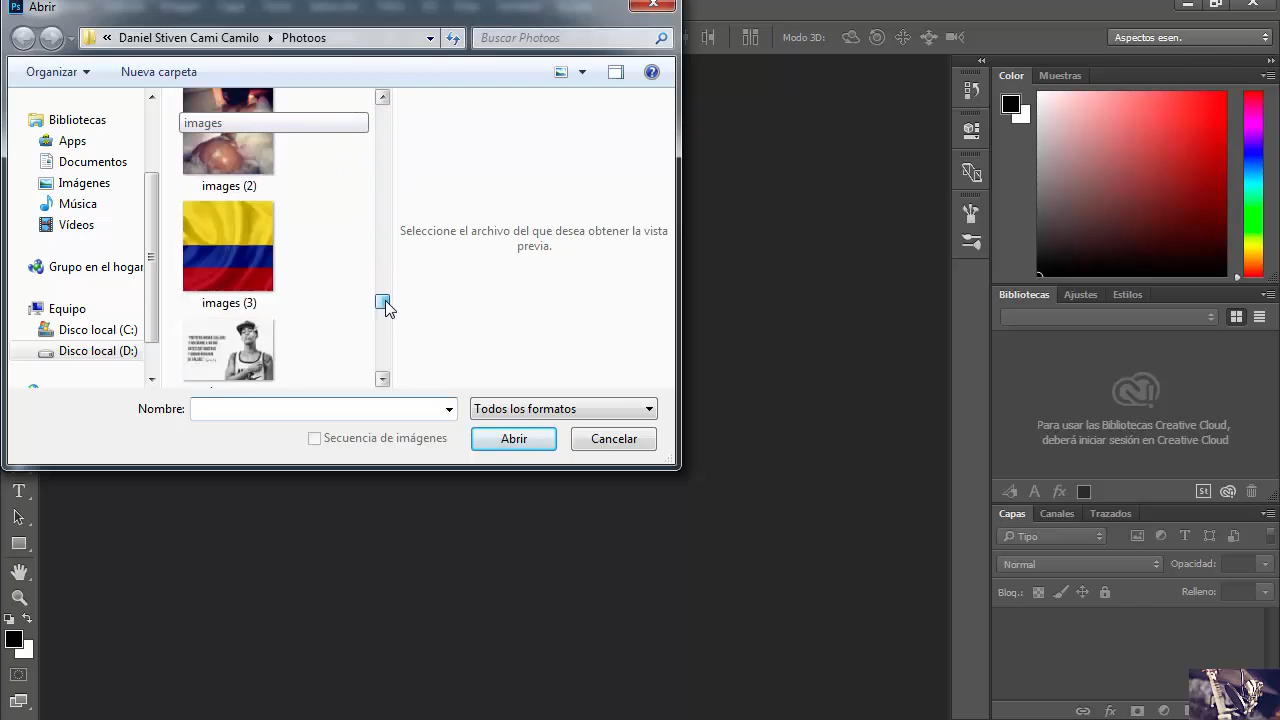 Ps Abrir
« Daniel Stiven Cami Camilo Photoos
Buscar Photoos
Modo 3D:
Aspectos esen.
Organizar
Nueva carpeta
Color Muestras
images
Bibliotecas
Apps
Documentos
Imágenes
Música
Vídeos
Grupo en el hogar
Equipo
Disco local (C:)
Disco local (D:)
images (2)
images (3)
Seleccione el archivo del que desea obtener la vista
previa.
Nombre:
Todos los formatos
Secuencia de imágenes
Abrir
Cancelar
Bibliotecas Ajustes Estilos
Para usar las Bibliotecas Creative Cloud,
deberá iniciar sesión en Creative Cloud
St
Capas Canales Trazados
Tipo
Normal
Opacidad:
Bloq.:
Relleno: